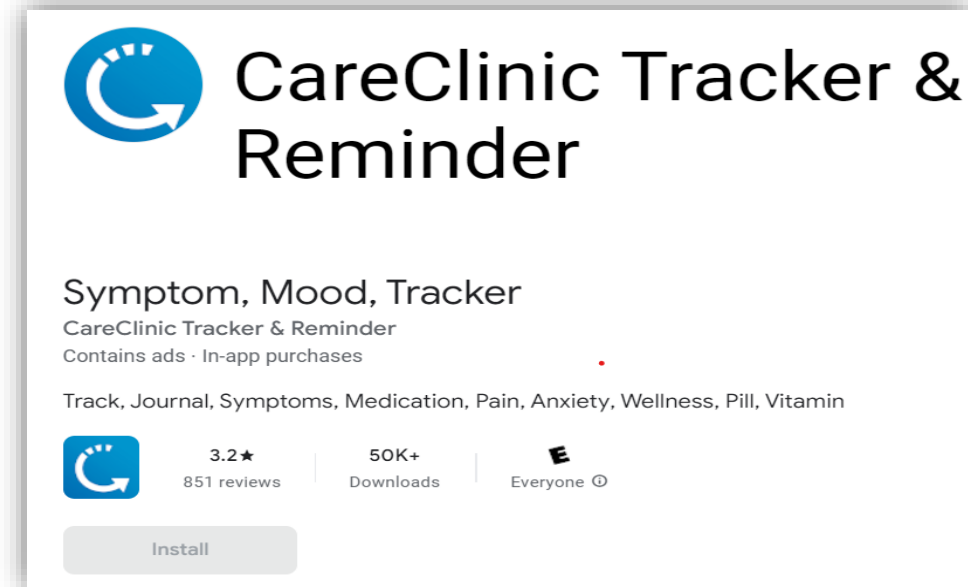 CareClinic Tracker &
Reminder
Symptom, Mood, Tracker
CareClinic Tracker & Reminder
Contains ads · In-app purchases
Track, Journal, Symptoms, Medication, Pain, Anxiety, Wellness, Pill, Vitamin
3.2★ 50K+ E
851 reviews Downloads Everyone
Install